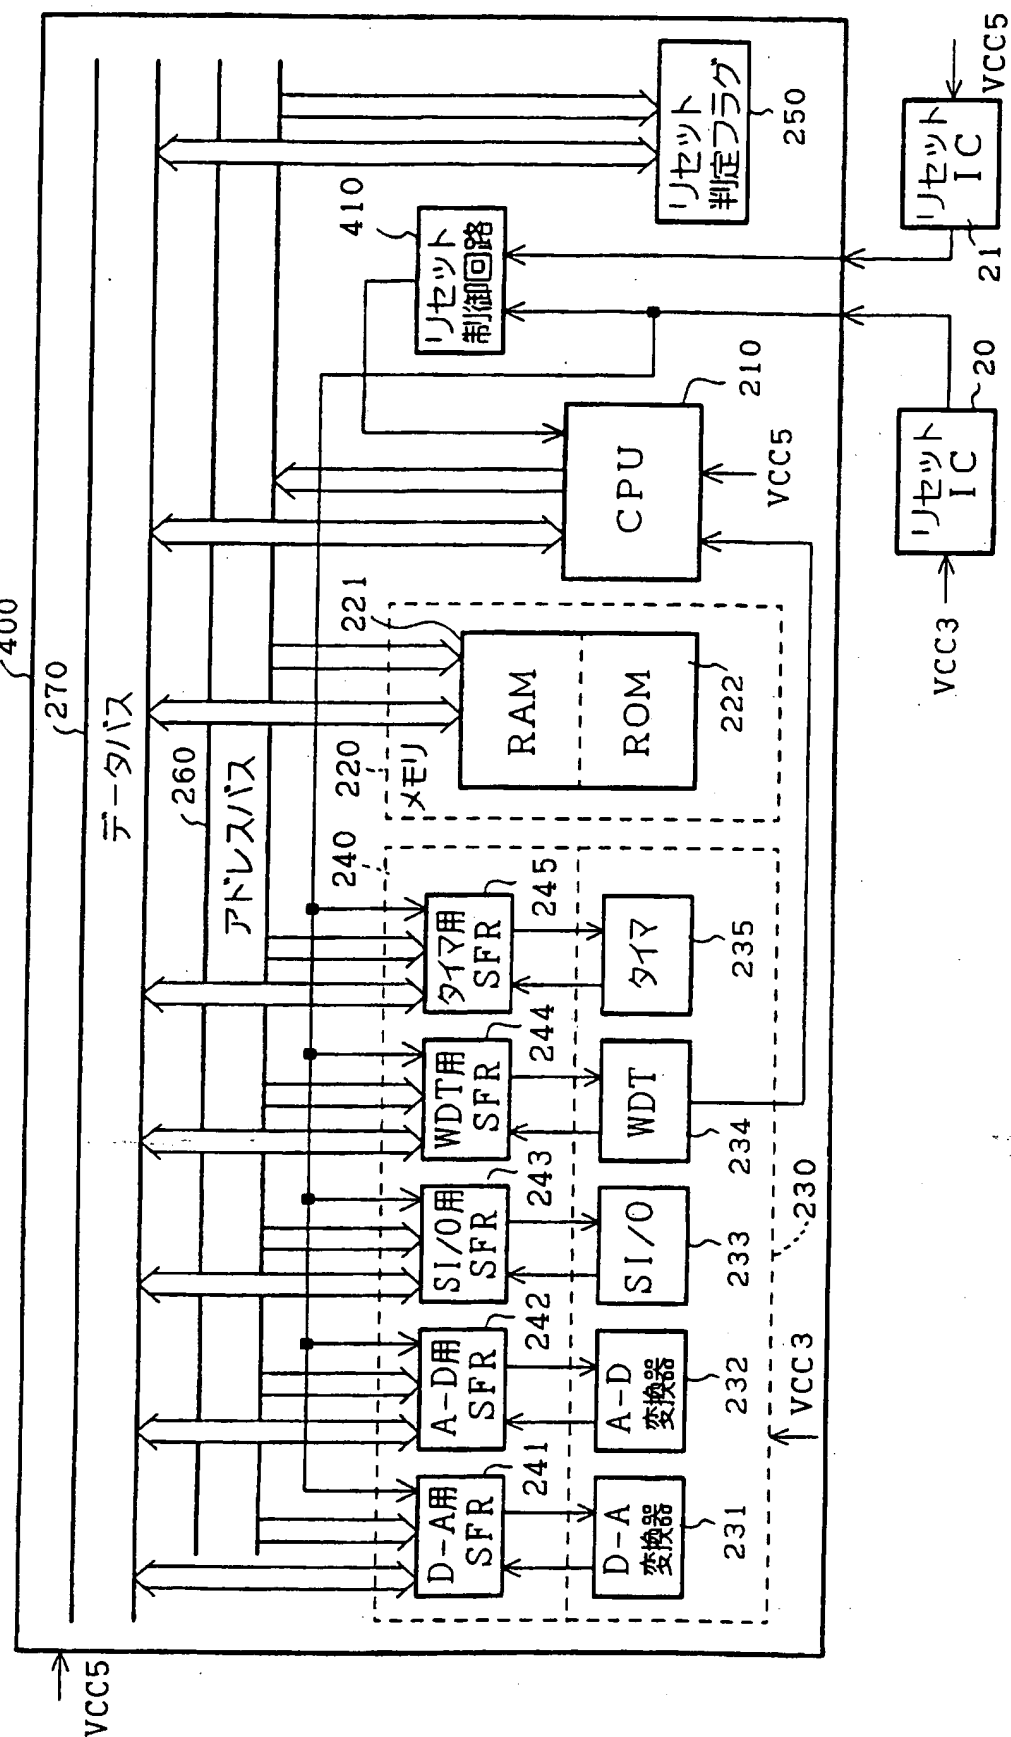 400
270
データバス
260
アドレスバス
VCC5
240
D-A用
SFR
241
A-D用
SFR
242
SI/O用
SFR
243
WDT用
SFR
244
タイマ用
SFR
245
D-A
変換器
231
A-D
変換器
232
SI/O
233
WDT
234
タイマ
235
230
VCC3
220
メモリ
221
RAM
ROM
222
CPU
210
VCC5
リセット
制御回路
410
リセット
判定フラグ
250
VCC3
リセット
IC
20
リセット
IC
21
VCC5